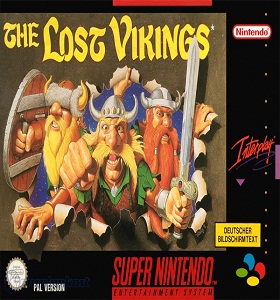 THE LOST VIKINGS
Nintendo
Interplay
DEUTSCHER
BILDSCHIRMTEXT
PAL VERSION
SUPER NINTENDO
ENTERTAINMENT SYSTEM